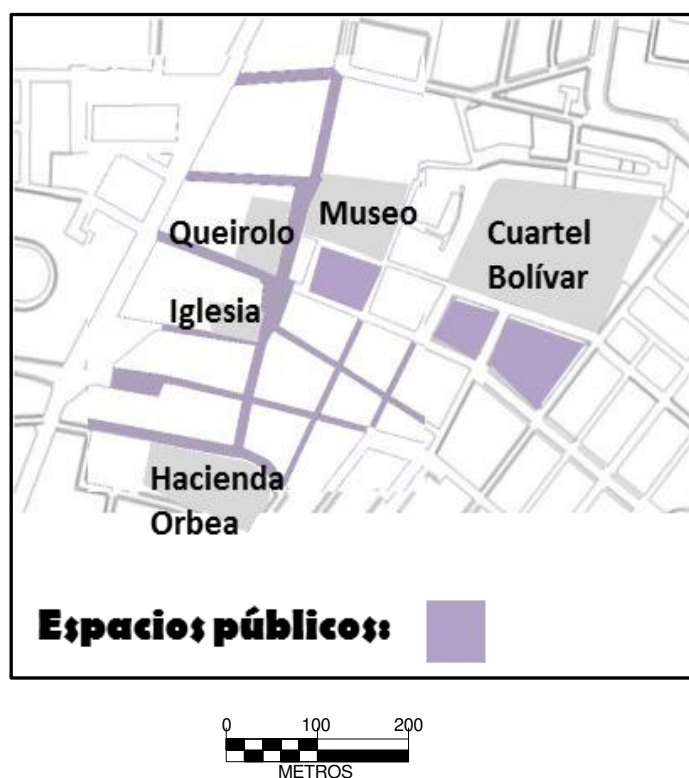 Museo
Queirolo
Cuartel
Bolívar
Iglesia
Hacienda
Orbea
Espacios públicos:
0 100 200
METROS